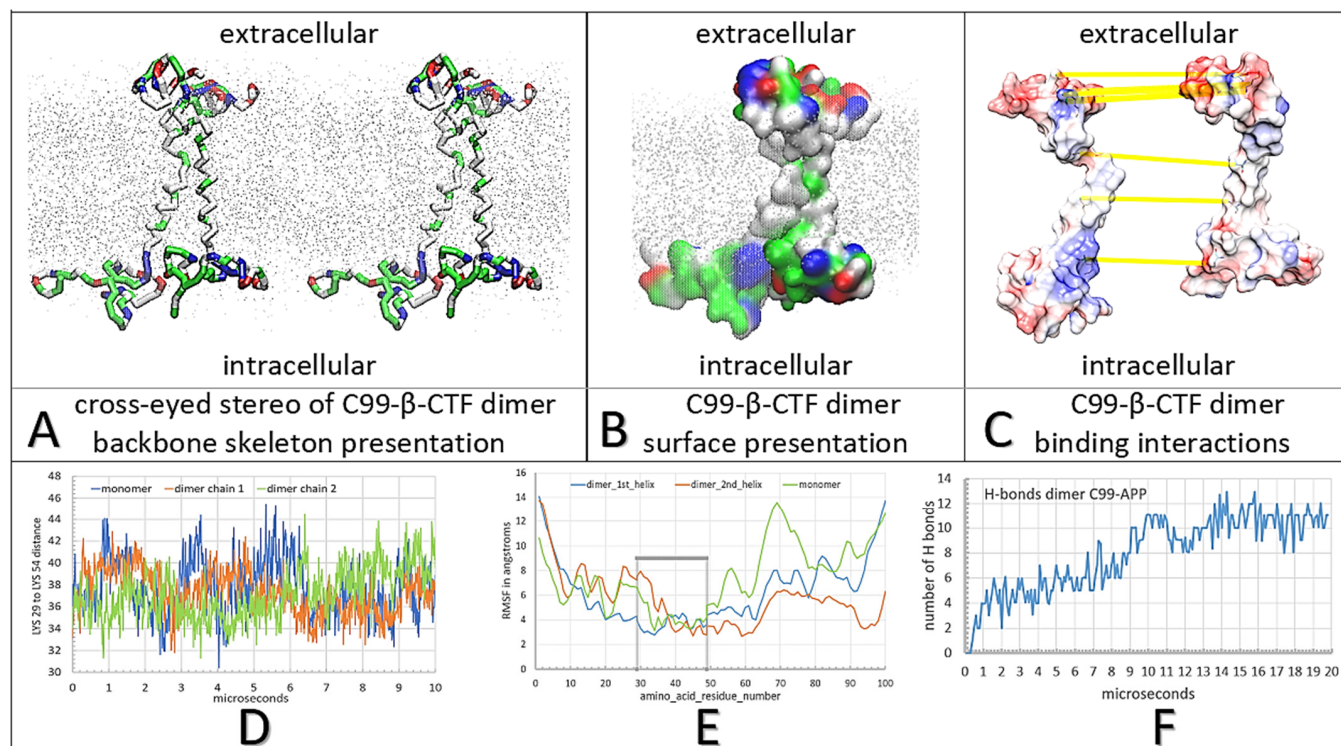 extracellular
intracellular
A
cross-eyed stereo of C99-β-CTF dimer
backbone skeleton presentation
extracellular
intracellular
B
C99-β-CTF dimer
surface presentation
extracellular
intracellular
C
C99-β-CTF dimer
binding interactions
LYS 29 to LYS 54 distance
48
46
44
42
40
38
36
34
32
30
monomer
dimer chain 1
dimer chain 2
0 1 2 3 4 5 6 7 8 9 10
microseconds
D
RMSF in angstroms
16
14
12
10
8
6
4
2
0
dimer_1st_helix
dimer_2nd_helix
monomer
0 10 20 30 40 50 60 70 80 90 100
amino_acid_residue_number
E
number of H bonds
14
12
10
8
6
4
2
0
H-bonds dimer C99-APP
0 1 2 3 4 5 6 7 8 9 10 11 12 13 14 15 16 17 18 19 20
microseconds
F